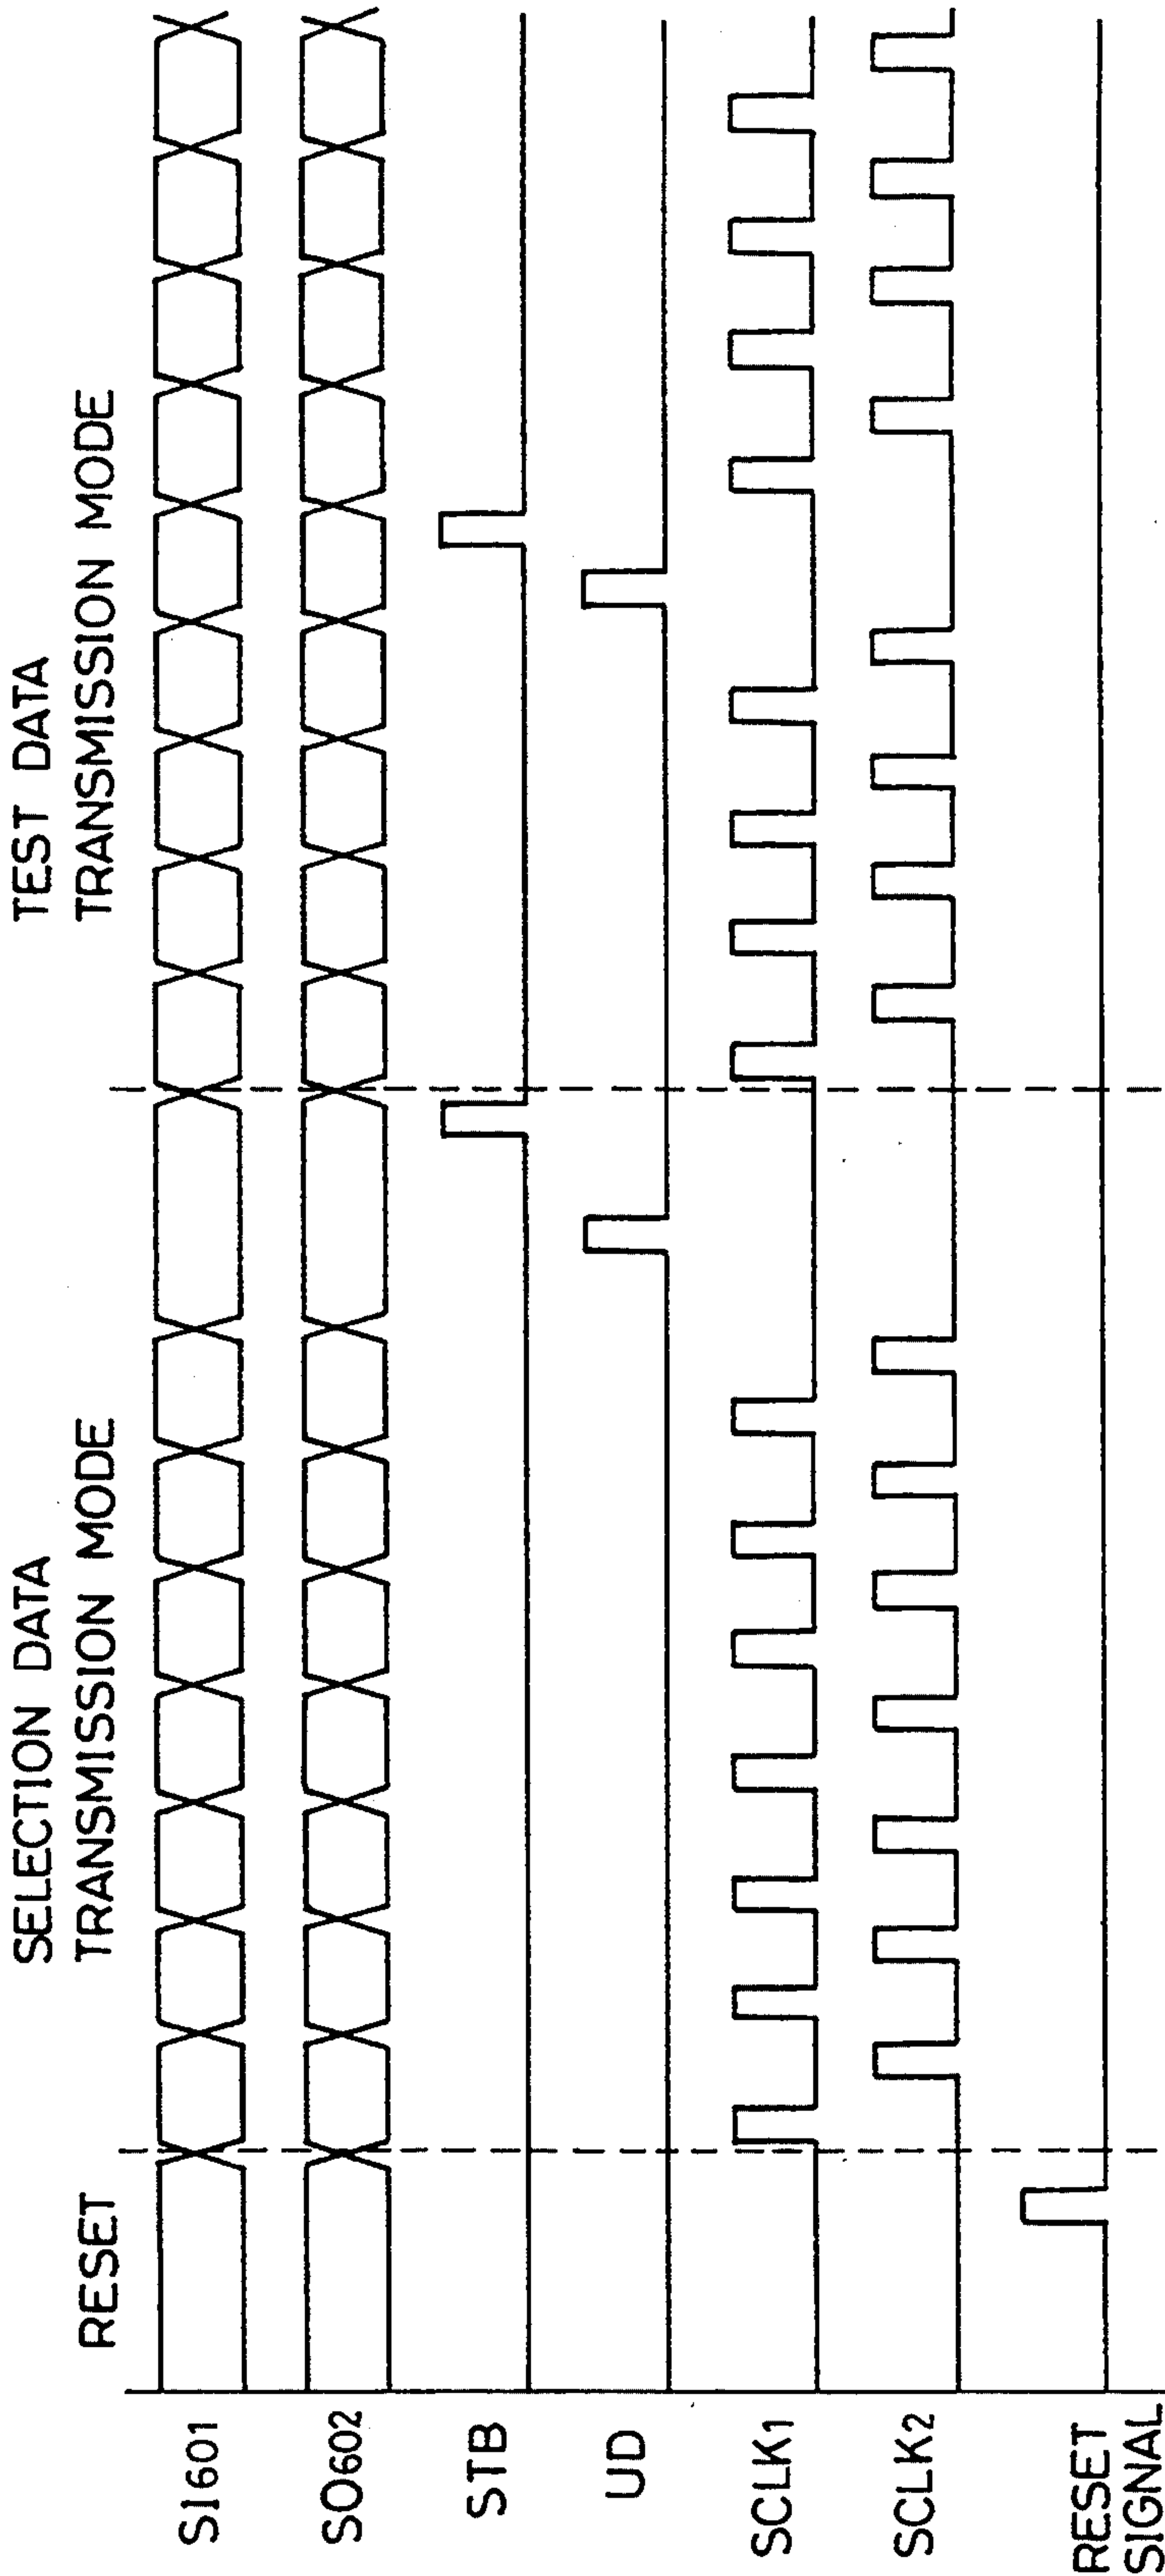 RESET
SELECTION DATA
TRANSMISSION MODE
TEST DATA
TRANSMISSION MODE
SI601
SO602
STB
UD
SCLK1
SCLK2
RESET
SIGNAL